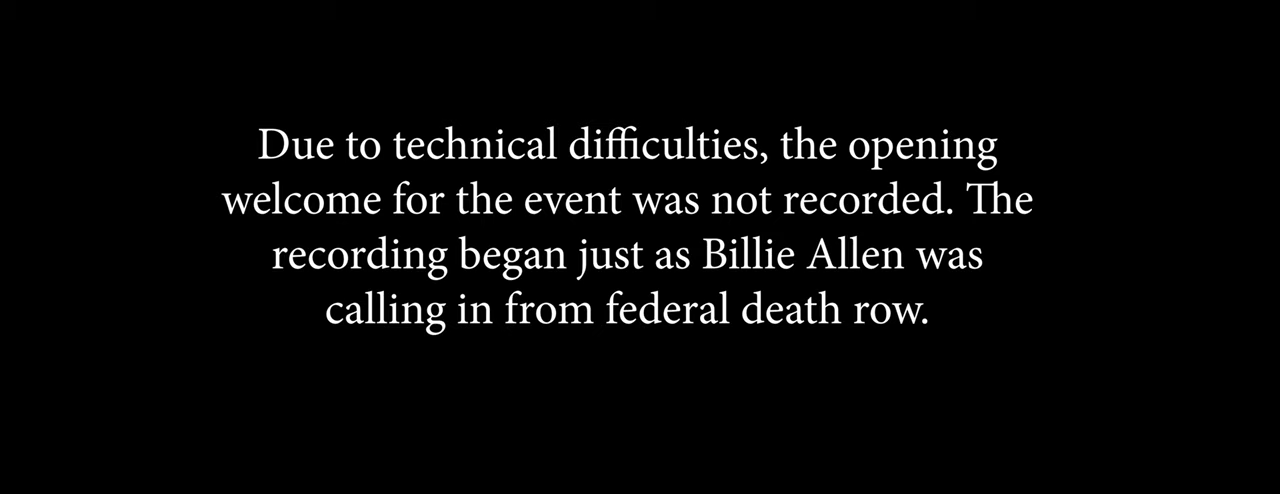 Due to technical difficulties, the opening
welcome for the event was not recorded. The
recording began just as Billie Allen was
calling in from federal death row.